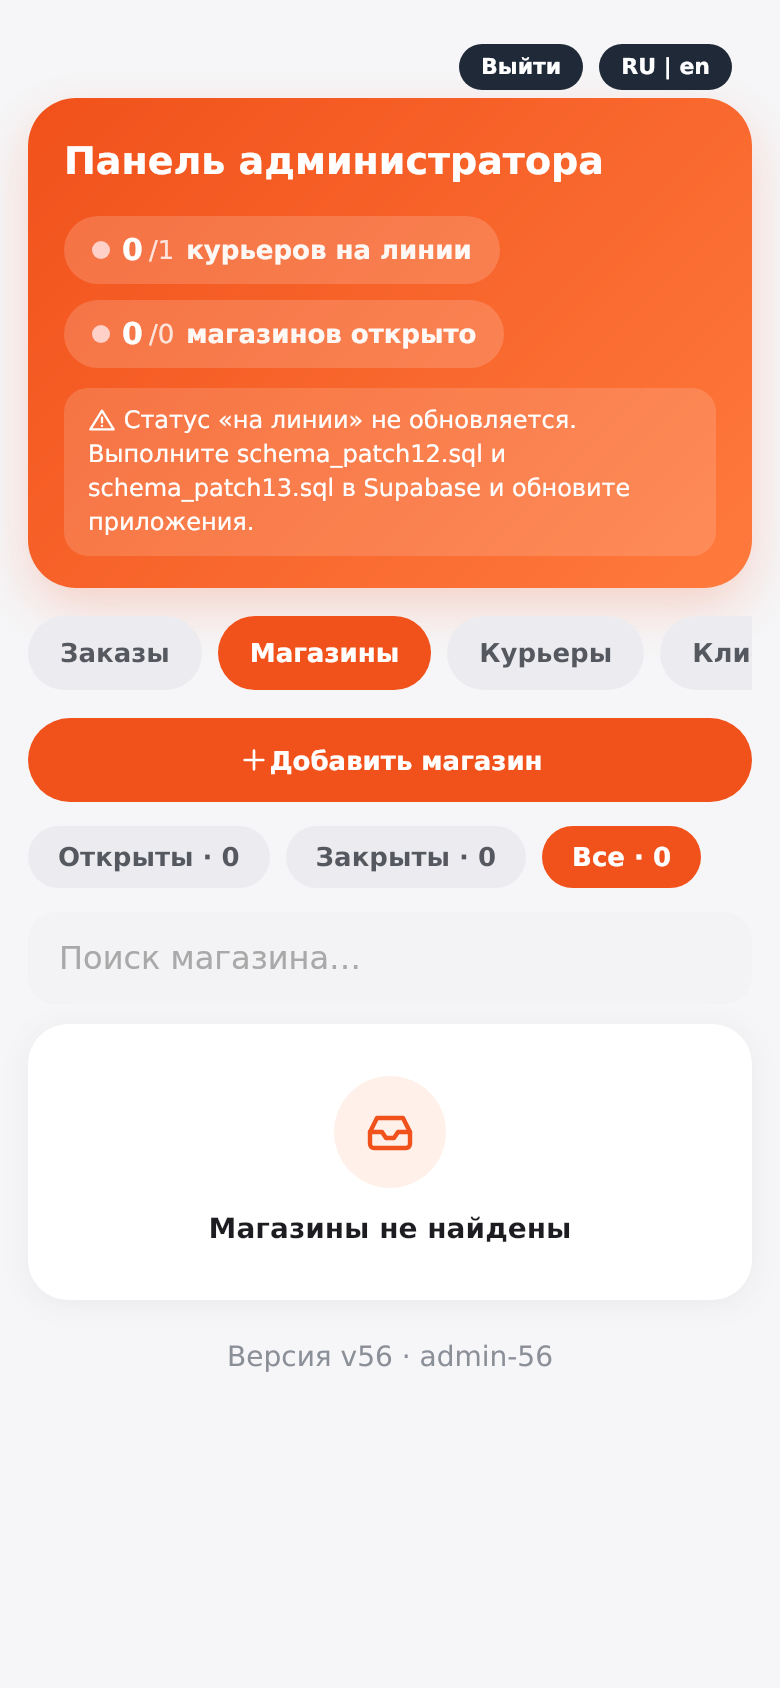 Выйти
RU | en
Панель администратора
0 /1 курьеров на линии
0 /0 магазинов открыто
⚠ Статус «на линии» не обновляется.
Выполните schema_patch12.sql и
schema_patch13.sql в Supabase и обновите
приложения.
Заказы
Магазины
Курьеры
Кли
+Добавить магазин
Открыты · 0
Закрыты · 0
Все · 0
Поиск магазина...
Магазины не найдены
Версия v56 · admin-56